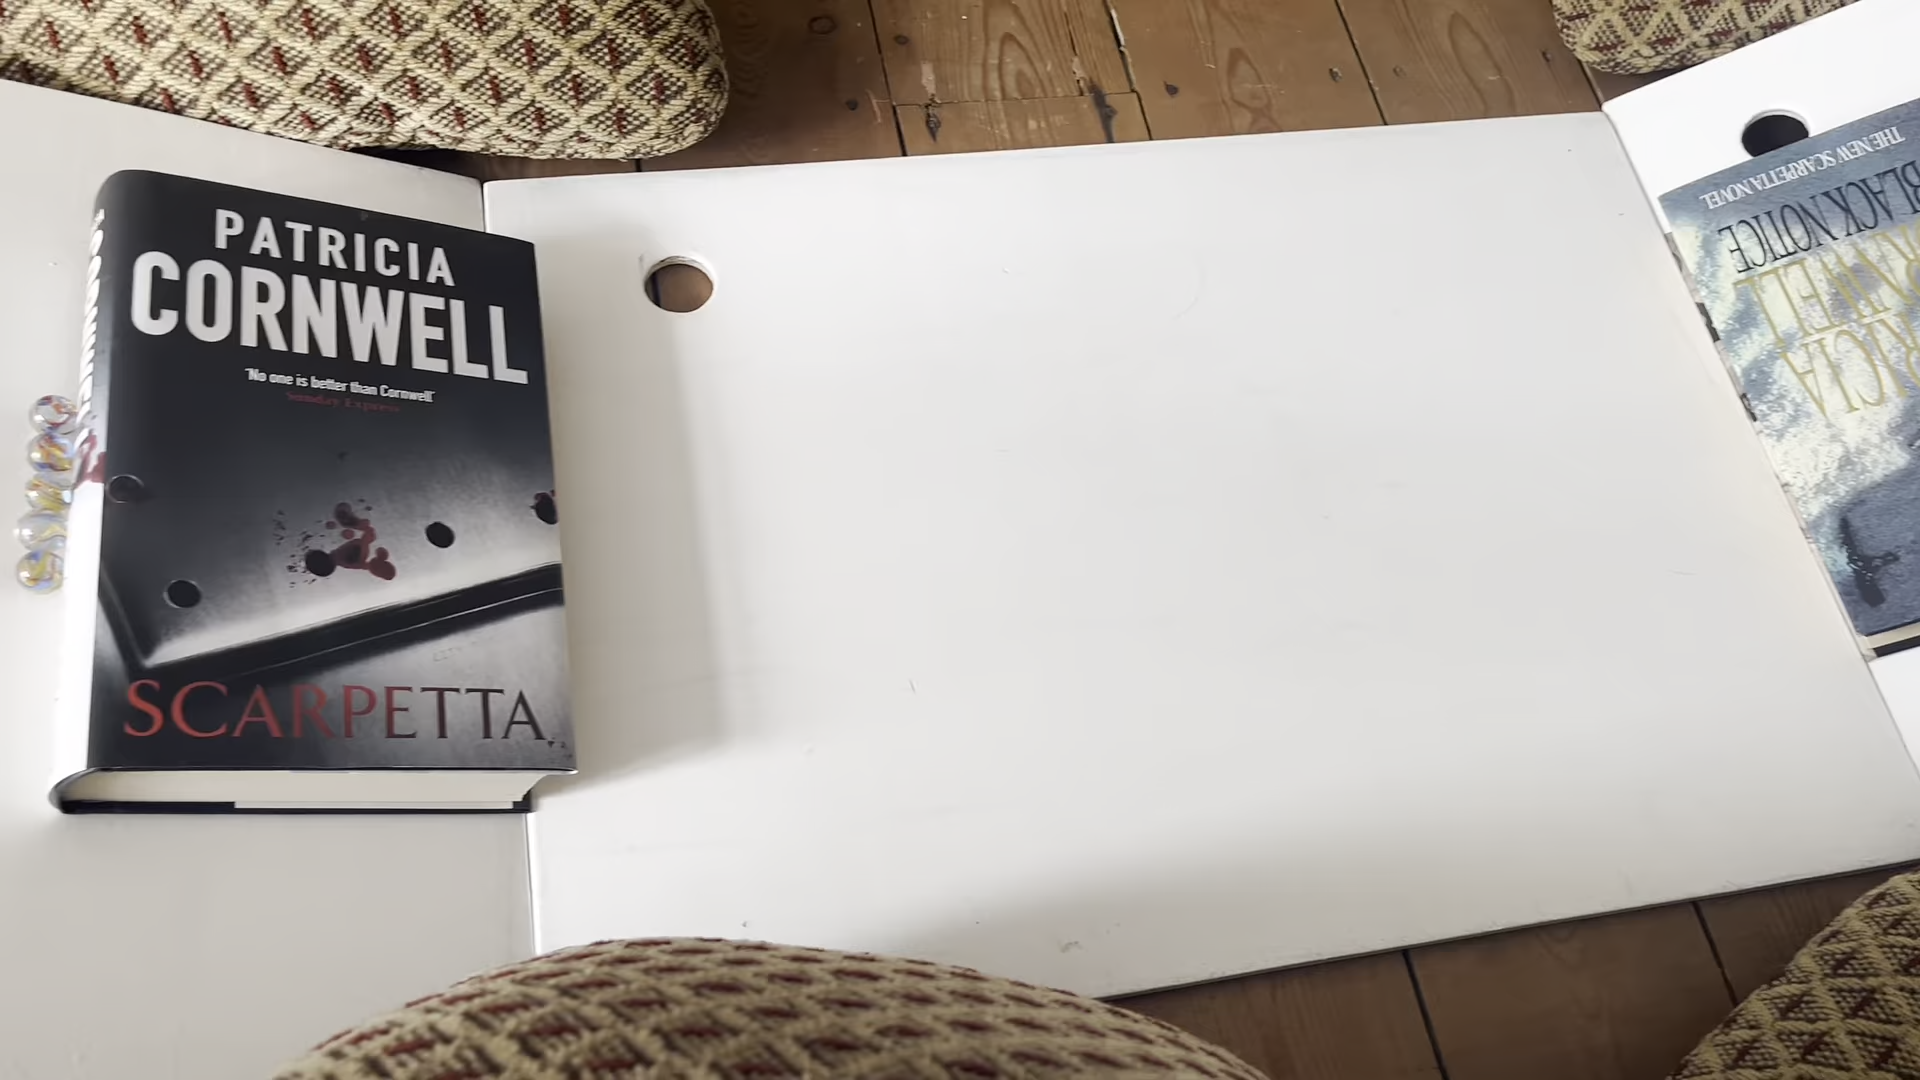 PATRICIA
CORNWELL
'No one is better than Cornwell'
Sunday Express
SCARPETTA
THE NEW SCARPETTA NOVEL
BLACK NOTICE